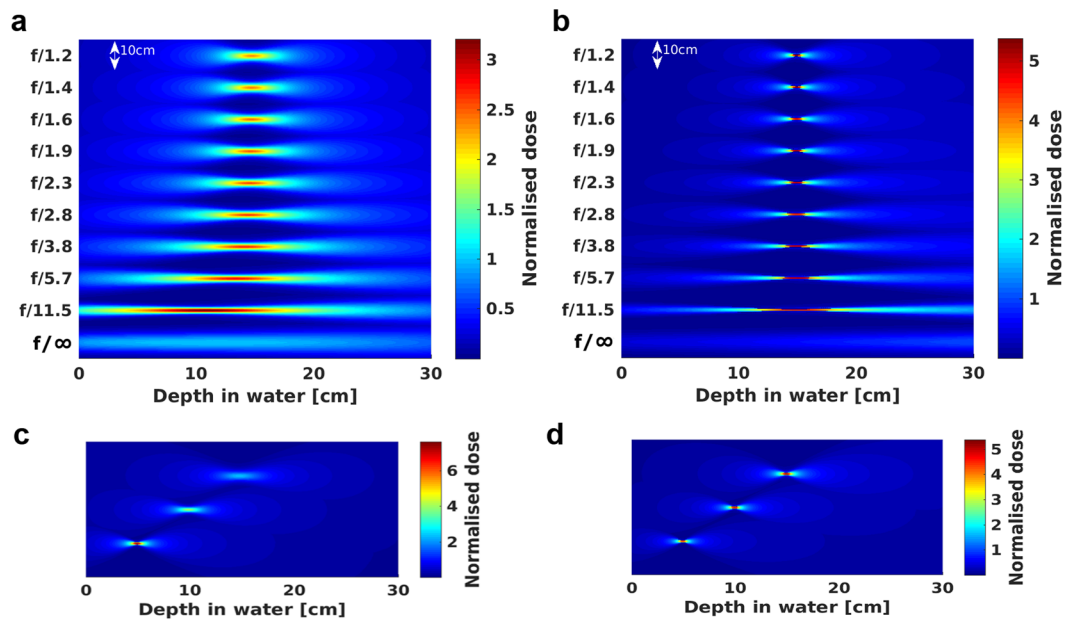 a
f/1.2
f/1.4
f/1.6
f/1.9
f/2.3
f/2.8
f/3.8
f/5.7
f/11.5
f/∞
10cm
0 10 20 30
Depth in water [cm]
3
2.5
2
1.5
1
0.5
Normalised dose
b
f/1.2
f/1.4
f/1.6
f/1.9
f/2.3
f/2.8
f/3.8
f/5.7
f/11.5
f/∞
10cm
0 10 20 30
Depth in water [cm]
5
4
3
2
1
Normalised dose
c
0 10 20 30
Depth in water [cm]
6
4
2
Normalised dose
d
0 10 20 30
Depth in water [cm]
5
4
3
2
1
Normalised dose